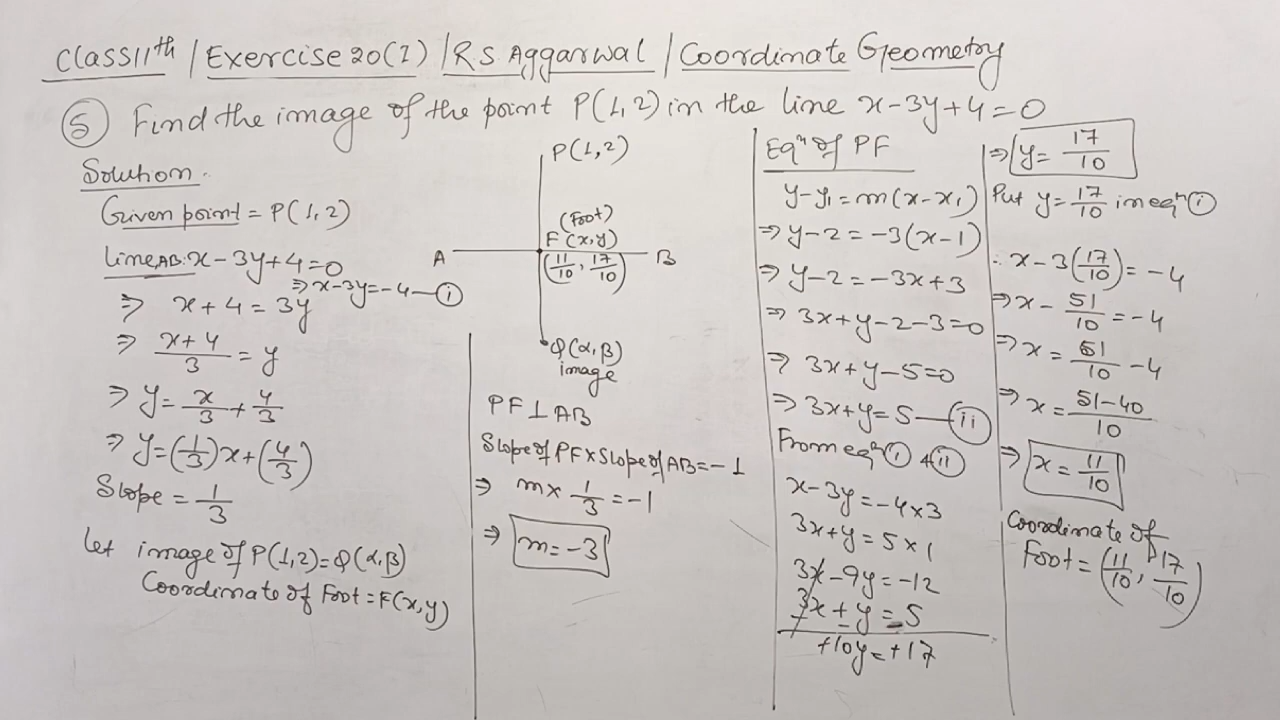 Class 11th / Exercise 20(I) / R.S. Aggarwal / Coordinate Geometry
(5) Find the image of the point P(1,2) in the line x-3y+4=0
Solution.
Given point = P(1,2)
Line AB: x-3y+4=0
⇒ x-3y=-4—(i)
⇒ x+4=3y
⇒ (x+4)/3 = y
⇒ y = x/3 + 4/3
⇒ y=(1/3)x+(4/3)
Slope = 1/3
Let image of P(1,2)=Q(α,β)
Coordinate of Foot=F(x,y)
P(1,2)
(Foot)
F(x,y)
A
B
(11/10, 17/10)
Q(α,β)
image
PF⊥AB
Slope of PF×Slope of AB=-1
⇒ m× 1/3 =-1
⇒ m=-3
Eqn of PF
y-y₁=m(x-x₁)
⇒ y-2=-3(x-1)
⇒ y-2=-3x+3
⇒ 3x+y-2-3=0
⇒ 3x+y-5=0
⇒ 3x+y=5—(ii)
From eqn (i) & (ii)
x-3y=-4×3
3x+y=5×1
3x-9y=-12
3x+y=5
- - -
+10y=+17
⇒ y= 17/10
Put y= 17/10 in eqn (i)
∴ x-3(17/10)=-4
⇒ x- 51/10 =-4
⇒ x= 51/10 -4
⇒ x= (51-40)/10
⇒ x= 11/10
Coordinate of
Foot=(11/10, 17/10)